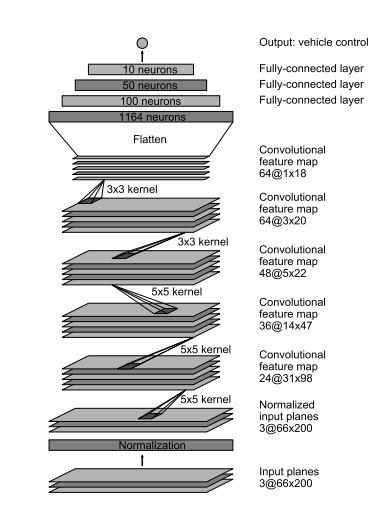 Output: vehicle control
10 neurons
Fully-connected layer
50 neurons
Fully-connected layer
100 neurons
Fully-connected layer
1164 neurons
Flatten
Convolutional
feature map
64@1x18
3x3 kernel
Convolutional
feature map
64@3x20
3x3 kernel
Convolutional
feature map
48@5x22
5x5 kernel
Convolutional
feature map
36@14x47
5x5 kernel
Convolutional
feature map
24@31x98
5x5 kernel
Normalized
input planes
3@66x200
Normalization
Input planes
3@66x200